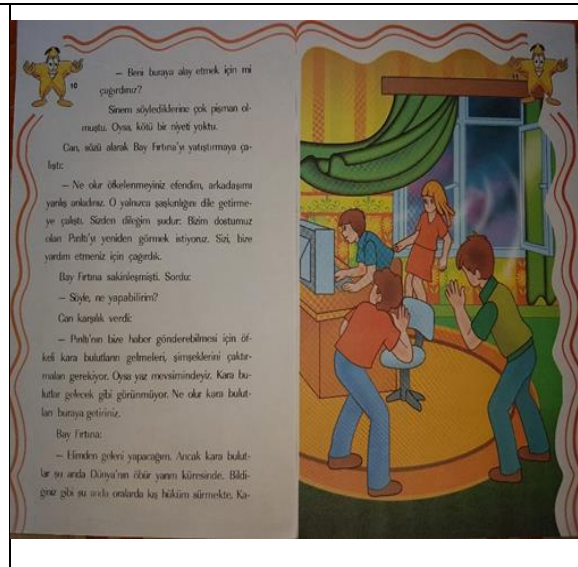 10
– Beni buraya alay etmek için mi
çağırdınız?
Sinem söylediklerine çok pişman ol-
muştu. Oysa, kötü bir niyeti yoktu.
Can, sözü alarak Bay Fırtına'yı yatıştırmaya ça-
lıştı:
– Ne olur öfkelenmeyiniz efendim, arkadaşımı
yanlış anladınız. O yalnızca şaşkınlığını dile getirme-
ye çalıştı. Sizden dileğim şudur: Bizim dostumuz
olan Pırıltı'yı yeniden görmek istiyoruz. Sizi, bize
yardım etmeniz için çağırdık.
Bay Fırtına sakinleşmişti. Sordu:
– Söyle, ne yapabilirim?
Can karşılık verdi:
– Pırıltı'nın bize haber gönderebilmesi için öf-
keli kara bulutların gelmeleri, şimşeklerini çaktır-
maları gerekiyor. Oysa yaz mevsimindeyiz. Kara bu-
lutlar gelecek gibi görünmüyor. Ne olur kara bulut-
ları buraya getiriniz.
Bay Fırtına:
– Elimden geleni yapacağım. Ancak kara bulut-
lar şu anda Dünya'nın öbür yarım küresinde. Bildi-
ğiniz gibi şu anda oralarda kış hüküm sürmekte. Ka-
11